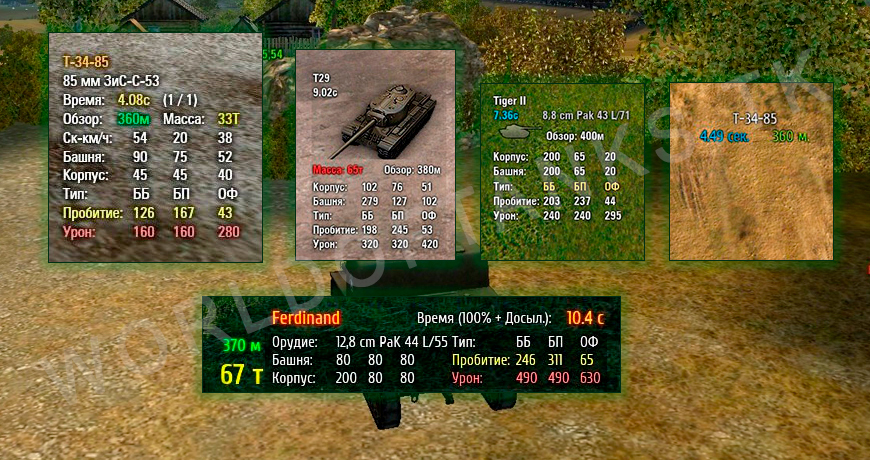 5,54
Т-34-85
85 мм ЗиС-С-53
Время: 4.08с (1 / 1)
Обзор: 360м Масса: 33Т
Ск-км/ч: 54 20 38
Башня: 90 75 52
Корпус: 45 45 40
Тип: ББ БП ОФ
Пробитие: 126 167 43
Урон: 160 160 280
T29
9.02с
Масса: 65т Обзор: 380м
Корпус: 102 76 51
Башня: 279 127 102
Тип: ББ БП ОФ
Пробитие: 198 245 53
Урон: 320 320 420
Tiger II
7,36с 8,8 cm Pak 43 L/71
Обзор: 400м
Корпус: 200 65 20
Башня: 200 65 20
Тип: ББ БП ОФ
Пробитие: 203 237 44
Урон: 240 240 295
Т-34-85
4.49 сек. 360 м.
Ferdinand Время (100% + Досыл.): 10.4 с
370 м Орудие: 12,8 cm PaK 44 L/55 Тип: ББ БП ОФ
67 т Башня: 80 80 80 Пробитие: 246 311 65
Корпус: 200 80 80 Урон: 490 490 630
WORLDOFTANKS-TK